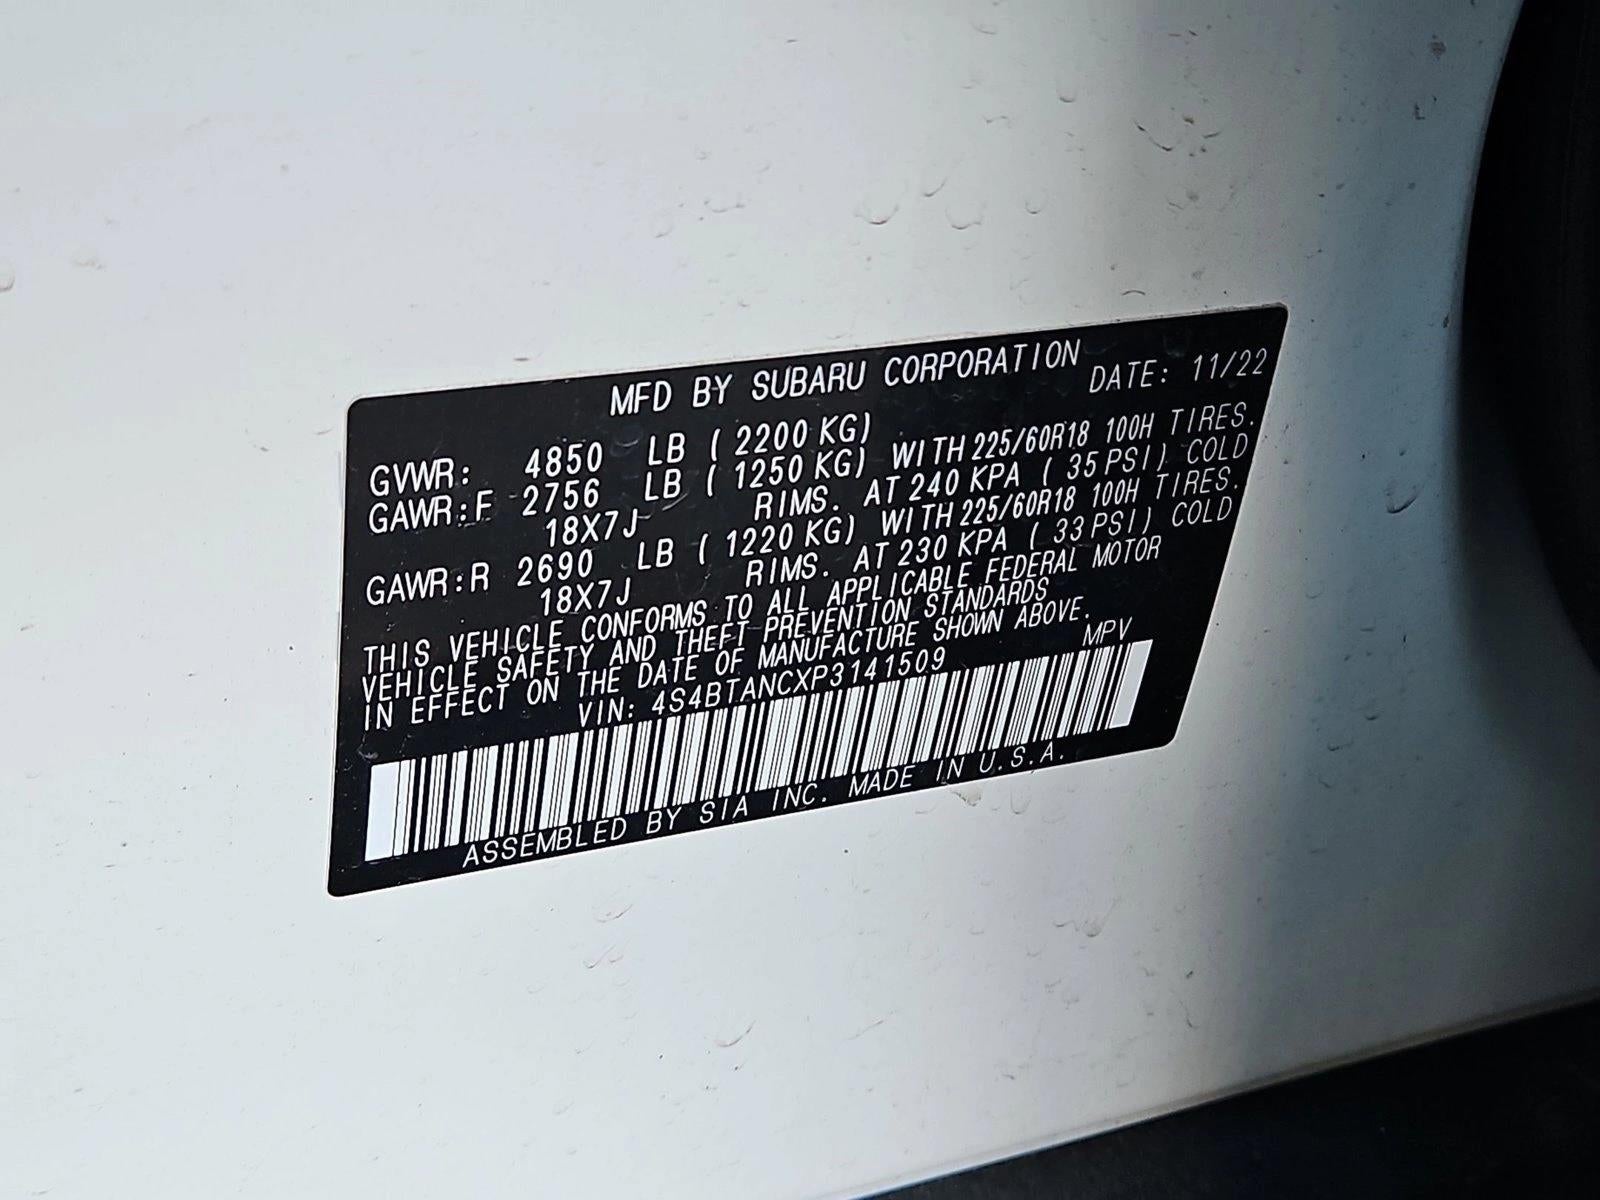 MFD BY SUBARU CORPORATION
DATE: 11/22
GVWR: 4850 LB ( 2200 KG)
GAWR:F 2756 LB ( 1250 KG) WITH 225/60R18 100H TIRES.
18X7J RIMS. AT 240 KPA ( 35 PSI) COLD
GAWR:R 2690 LB ( 1220 KG) WITH 225/60R18 100H TIRES.
18X7J RIMS. AT 230 KPA ( 33 PSI) COLD
THIS VEHICLE CONFORMS TO ALL APPLICABLE FEDERAL MOTOR
VEHICLE SAFETY AND THEFT PREVENTION STANDARDS
IN EFFECT ON THE DATE OF MANUFACTURE SHOWN ABOVE.
VIN: 4S4BTANCXP3141509 MPV
ASSEMBLED BY SIA INC. MADE IN U.S.A.